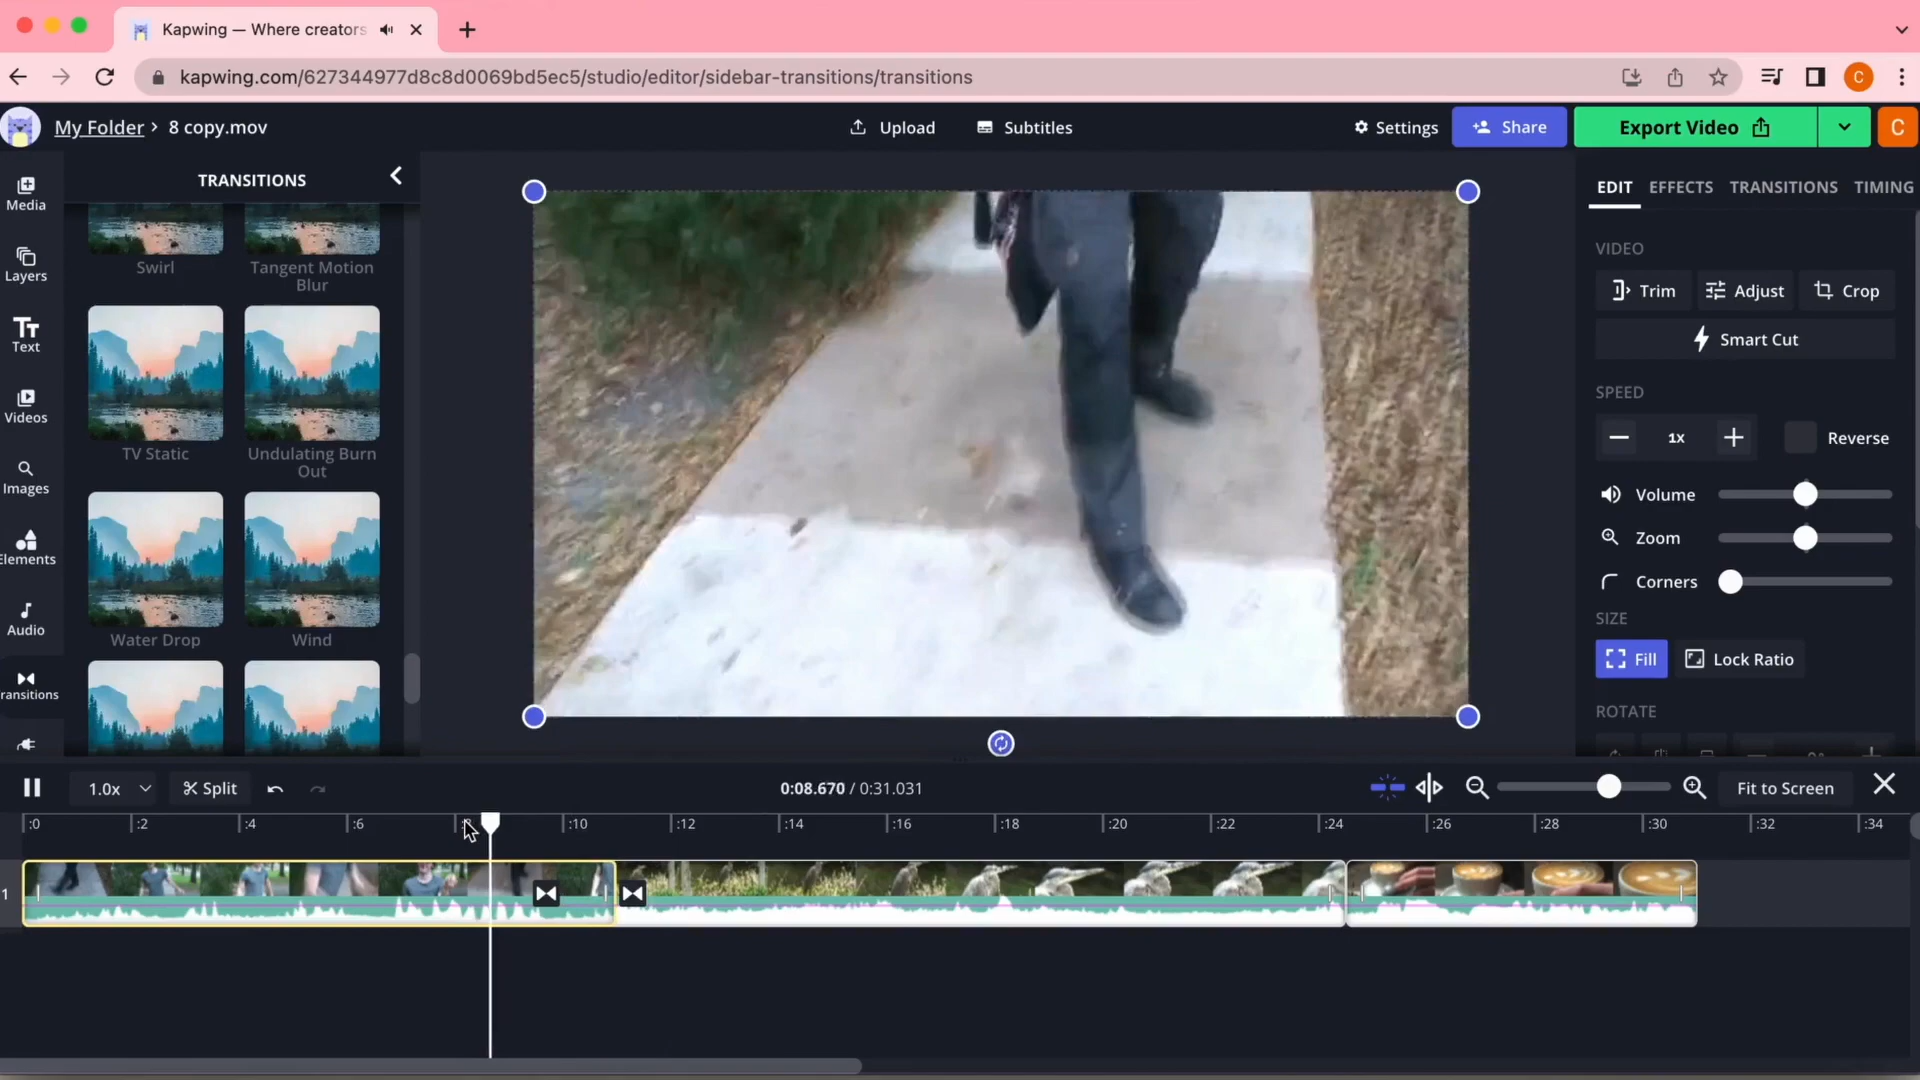 Kapwing — Where creators
kapwing.com/627344977d8c8d0069bd5ec5/studio/editor/sidebar-transitions/transitions
C
My Folder > 8 copy.mov
Upload
Subtitles
Settings
Share
Export Video
C
Media
Layers
Tt
Text
Videos
Images
Elements
Audio
ransitions
TRANSITIONS
Swirl
Tangent Motion
Blur
TV Static
Undulating Burn
Out
Water Drop
Wind
EDIT
EFFECTS
TRANSITIONS
TIMING
VIDEO
Trim
Adjust
Crop
Smart Cut
SPEED
1x
Reverse
Volume
Zoom
Corners
SIZE
Fill
Lock Ratio
ROTATE
1.0x
Split
0:08.670 / 0:31.031
Fit to Screen
:0
:2
:4
:6
:10
:12
:14
:16
:18
:20
:22
:24
:26
:28
:30
:32
:34
1